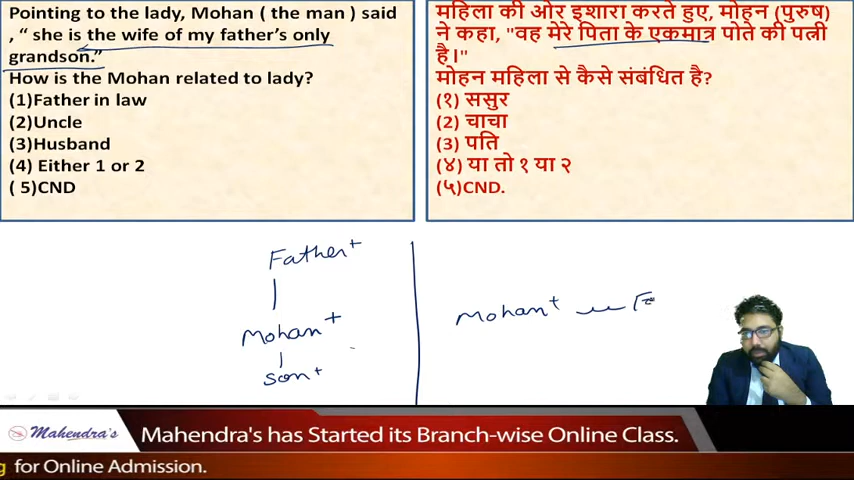 Pointing to the lady, Mohan ( the man ) said
, “ she is the wife of my father’s only
grandson.”
How is the Mohan related to lady?
(1)Father in law
(2)Uncle
(3)Husband
(4) Either 1 or 2
( 5)CND
महिला की ओर इशारा करते हुए, मोहन (पुरुष)
ने कहा, "वह मेरे पिता के एकमात्र पोते की पत्नी
है।"
मोहन महिला से कैसे संबंधित है?
(१) ससुर
(2) चाचा
(3) पति
(४) या तो १ या २
(५)CND.
Father+
Mohan+
son+
Mohan+
Mahendra's
Mahendra's has Started its Branch-wise Online Class.
for Online Admission.